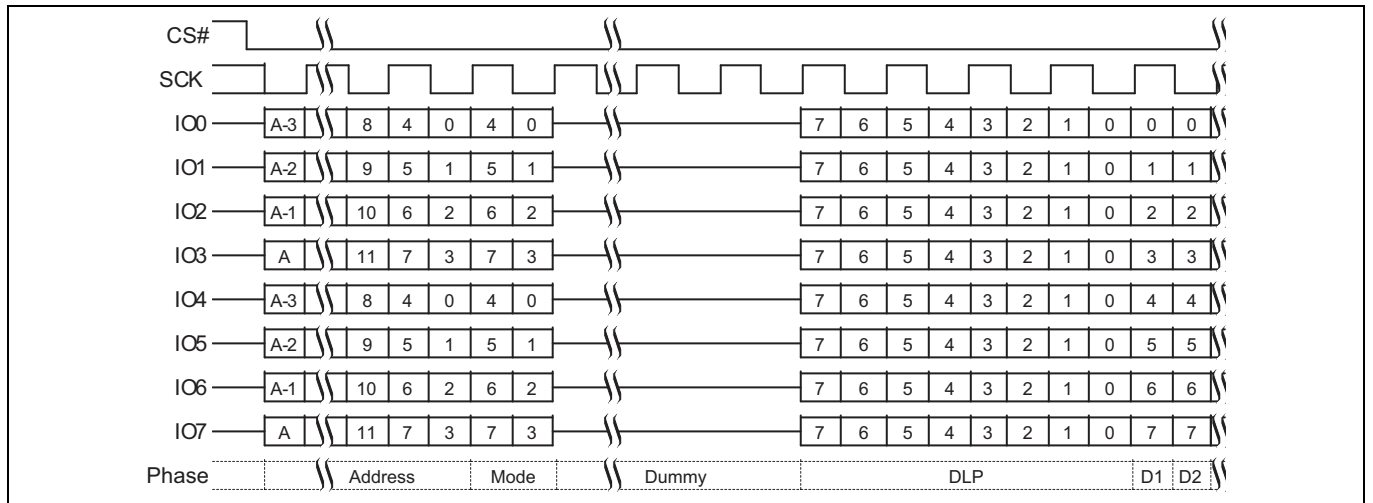 CS#
SCK
IO0 A-3 8 4 0 4 0 7 6 5 4 3 2 1 0 0 0
IO1 A-2 9 5 1 5 1 7 6 5 4 3 2 1 0 1 1
IO2 A-1 10 6 2 6 2 7 6 5 4 3 2 1 0 2 2
IO3 A 11 7 3 7 3 7 6 5 4 3 2 1 0 3 3
IO4 A-3 8 4 0 4 0 7 6 5 4 3 2 1 0 4 4
IO5 A-2 9 5 1 5 1 7 6 5 4 3 2 1 0 5 5
IO6 A-1 10 6 2 6 2 7 6 5 4 3 2 1 0 6 6
IO7 A 11 7 3 7 3 7 6 5 4 3 2 1 0 7 7
Phase Address Mode Dummy DLP D1 D2